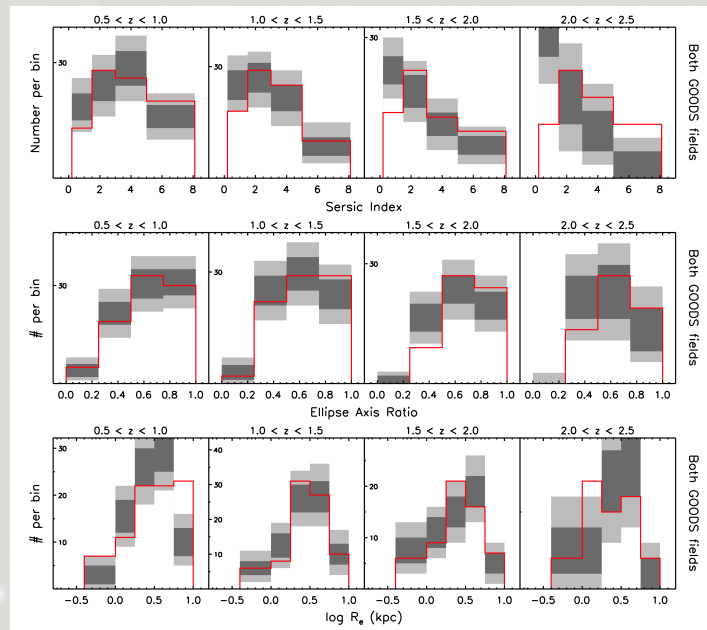 0.5 < z < 1.0 1.0 < z < 1.5 1.5 < z < 2.0 2.0 < z < 2.5
Number per bin
30 30 30 30
Both GOODS fields
0 2 4 6 8 0 2 4 6 8 0 2 4 6 8 0 2 4 6 8
Sersic Index
0.5 < z < 1.0 1.0 < z < 1.5 1.5 < z < 2.0 2.0 < z < 2.5
# per bin
30 30 30
Both GOODS fields
0.0 0.2 0.4 0.6 0.8 1.0 0.0 0.2 0.4 0.6 0.8 1.0 0.0 0.2 0.4 0.6 0.8 1.0 0.0 0.2 0.4 0.6 0.8 1.0
Ellipse Axis Ratio
0.5 < z < 1.0 1.0 < z < 1.5 1.5 < z < 2.0 2.0 < z < 2.5
# per bin
30 20 10
40 30 20 10
20 10
Both GOODS fields
−0.5 0.0 0.5 1.0 −0.5 0.0 0.5 1.0 −0.5 0.0 0.5 1.0 −0.5 0.0 0.5 1.0
log Re (kpc)